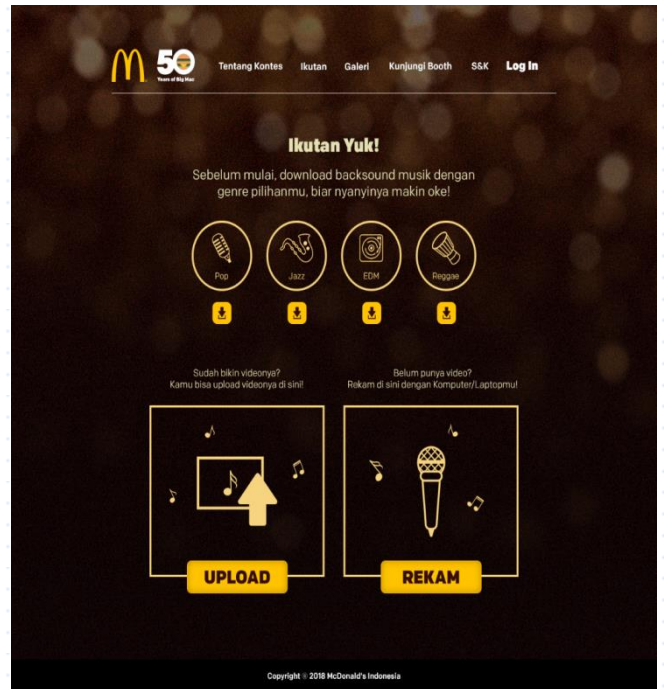 50
Years of Big Mac
Tentang Kontes Ikutan Galeri Kunjungi Booth S&K Log In
Ikutan Yuk!
Sebelum mulai, download backsound musik dengan
genre pilihanmu, biar nyanyinya makin oke!
Pop Jazz EDM Reggae
Sudah bikin videonya?
Kamu bisa upload videonya di sini!
Belum punya video?
Rekam di sini dengan Komputer/Laptopmu!
UPLOAD
REKAM
Copyright © 2018 McDonald's Indonesia